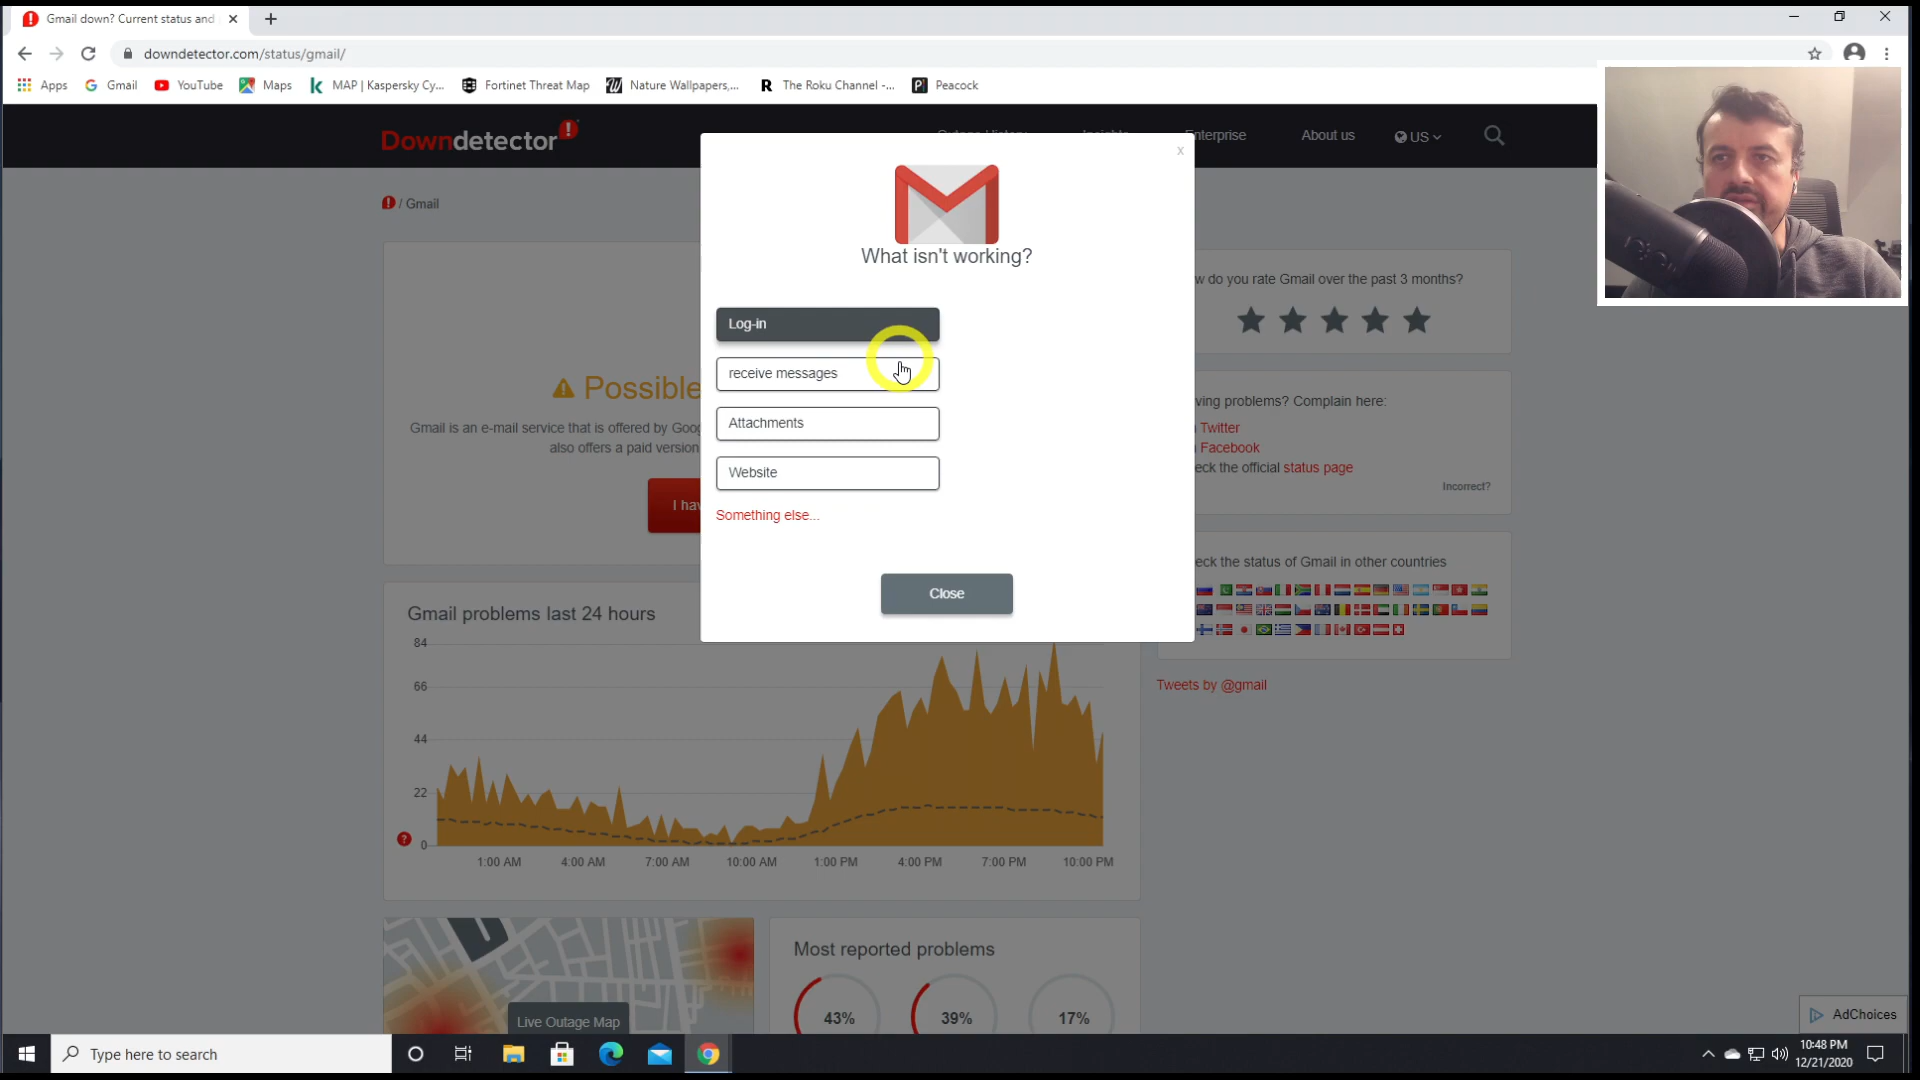 Gmail down? Current status and
downdetector.com/status/gmail/
Apps
Gmail
YouTube
Maps
MAP | Kaspersky Cy...
Fortinet Threat Map
Nature Wallpapers,...
The Roku Channel -...
Peacock
Downdetector
Outage History
Insights
Enterprise
About us
US
/ Gmail
x
What isn't working?
Log-in
receive messages
Attachments
Website
Something else...
Close
Possible
Gmail is an e-mail service that is offered by
also offers a paid version
I
do you rate Gmail over the past 3 months?
problems? Complain here:
Twitter
Facebook
the official status page
Incorrect?
the status of Gmail in other countries
Tweets by @gmail
Gmail problems last 24 hours
84
66
44
22
0
1:00 AM
4:00 AM
7:00 AM
10:00 AM
1:00 PM
4:00 PM
7:00 PM
10:00 PM
Live Outage Map
Most reported problems
43%
39%
17%
AdChoices
Type here to search
10:48 PM
12/21/2020